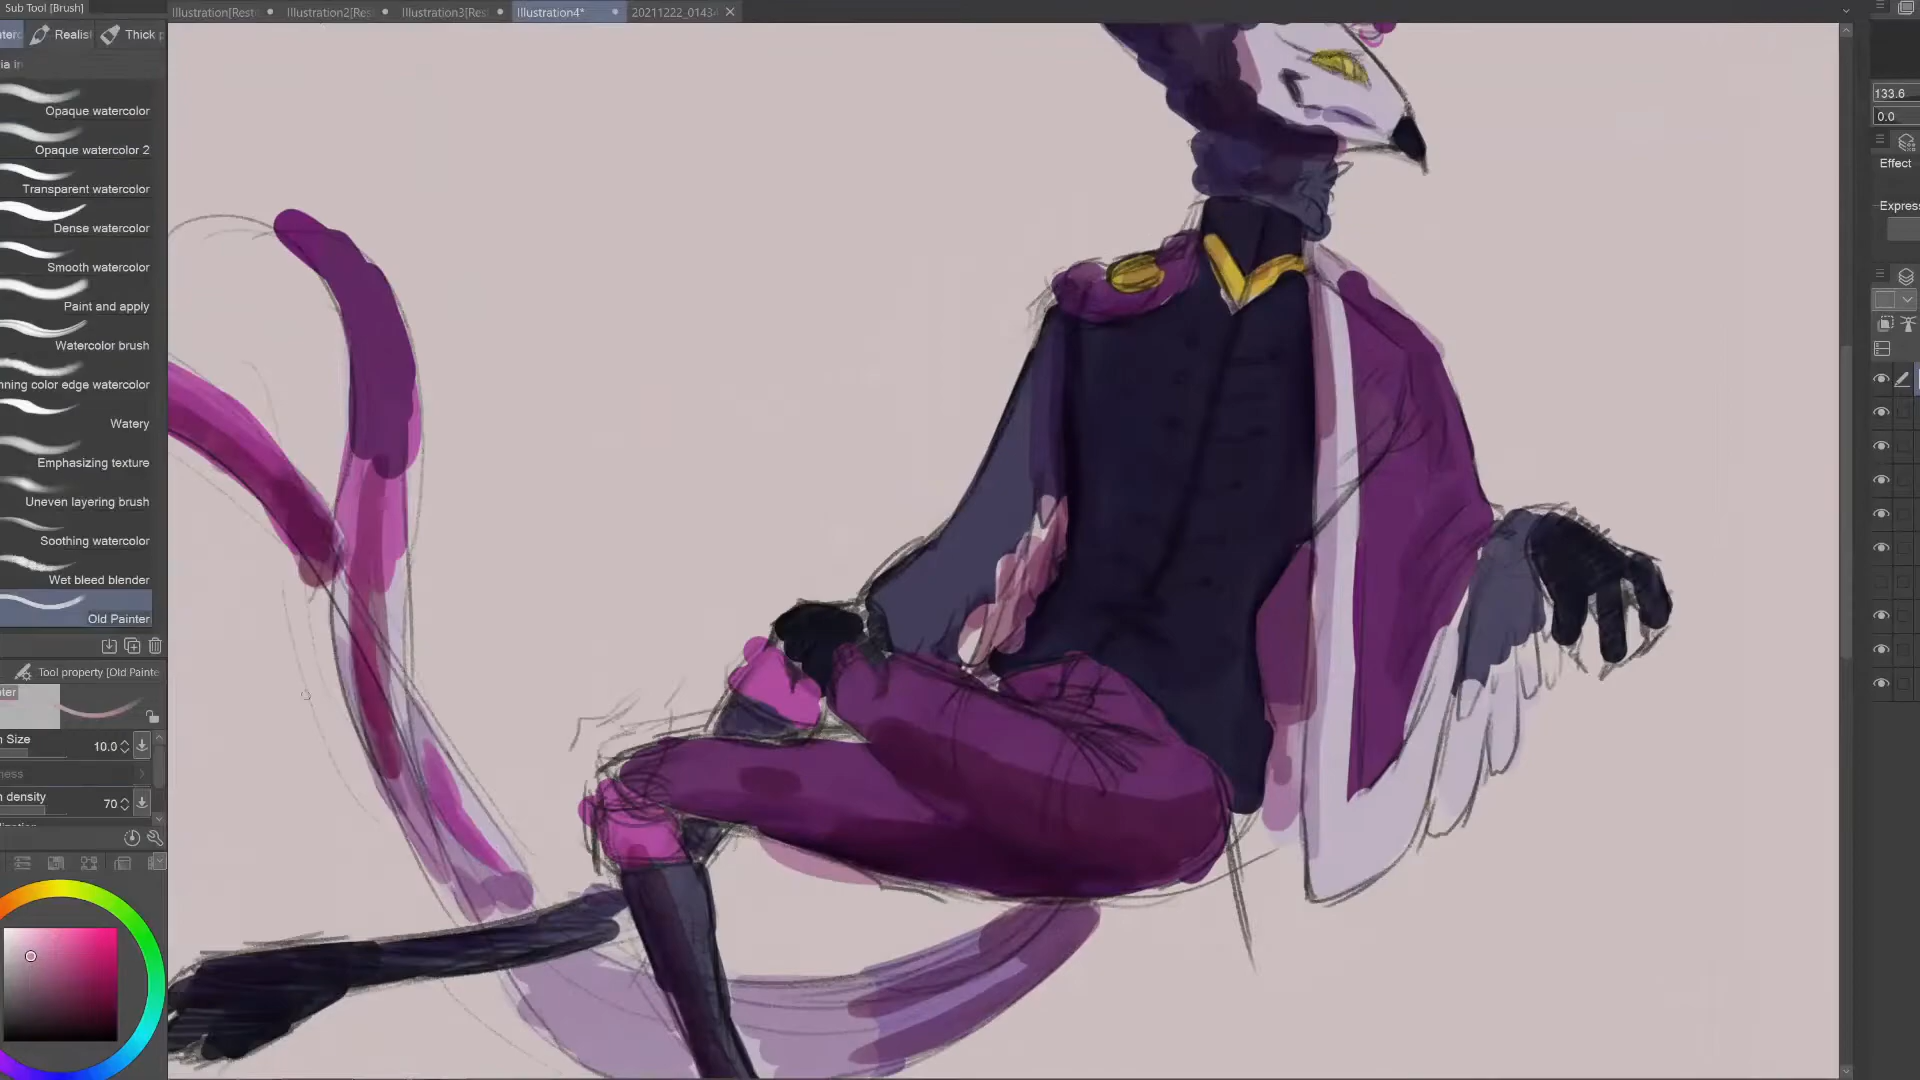 Sub Tool [Brush]
Illustration[Rest
Illustration2[Res
Illustration3[Res
Illustration4*
20211222_0143
Realist
Thick p
ia in
Opaque watercolor
Opaque watercolor 2
Transparent watercolor
Dense watercolor
Smooth watercolor
Paint and apply
Watercolor brush
nning color edge watercolor
Watery
Emphasizing texture
Uneven layering brush
Soothing watercolor
Wet bleed blender
Old Painter
Tool property [Old Painte
nter
h Size
10.0
ness
h density
70
133.6
0.0
Effect
Express